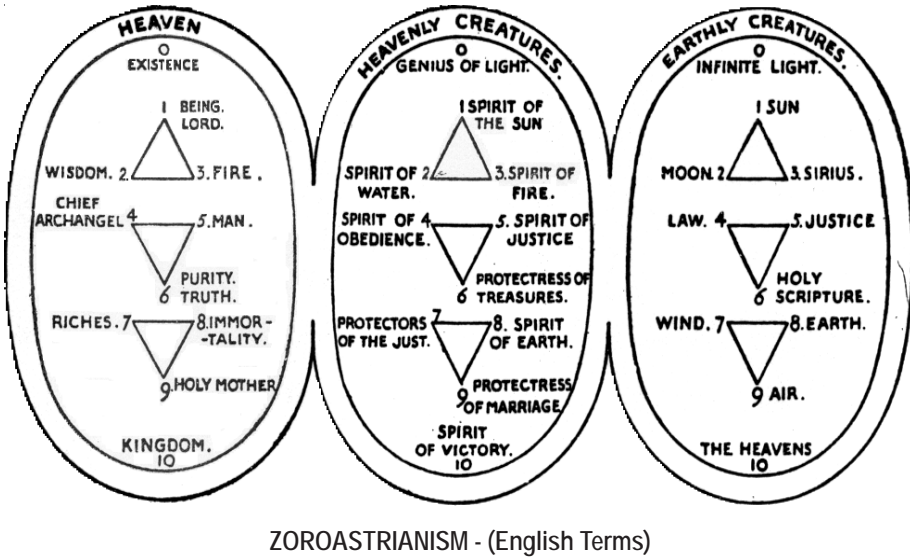 HEAVEN
0
EXISTENCE
1 BEING.
LORD.
WISDOM. 2.
3. FIRE.
CHIEF
ARCHANGEL 4
5. MAN.
6 PURITY.
TRUTH.
RICHES. 7
8. IMMOR-
-TALITY.
9. HOLY MOTHER
KINGDOM.
10
HEAVENLY CREATURES.
0
GENIUS OF LIGHT.
1 SPIRIT OF
THE SUN
SPIRIT OF 2
WATER.
3. SPIRIT OF
FIRE.
SPIRIT OF 4
OBEDIENCE.
5. SPIRIT OF
JUSTICE
PROTECTRESS OF
6 TREASURES.
PROTECTORS 7
OF THE JUST.
8. SPIRIT
OF EARTH.
PROTECTRESS
9 OF MARRIAGE
SPIRIT
OF VICTORY.
10
EARTHLY CREATURES.
0
INFINITE LIGHT.
1 SUN
MOON. 2
3. SIRIUS.
LAW. 4
5. JUSTICE
HOLY
6 SCRIPTURE.
WIND. 7
8. EARTH.
9 AIR.
THE HEAVENS
10
ZOROASTRIANISM - (English Terms)